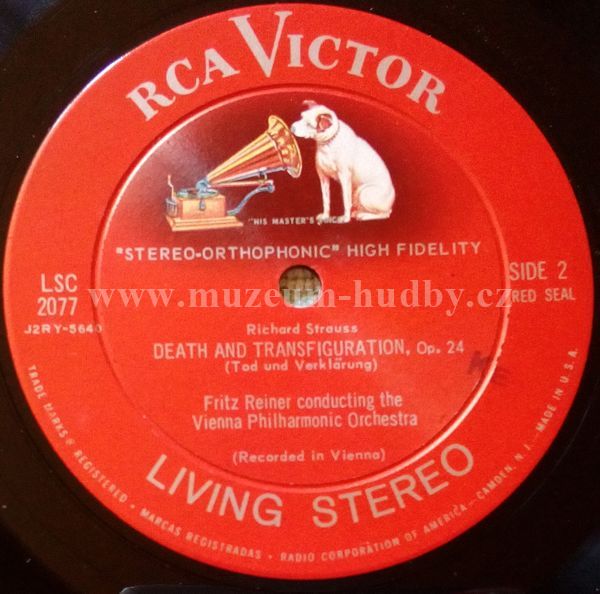 RCA VICTOR
"HIS MASTER'S VOICE"
"STEREO-ORTHOPHONIC" HIGH FIDELITY
LSC
2077
J2RY-5640
SIDE 2
RED SEAL
www.muzeum-hudby.cz
Richard Strauss
DEATH AND TRANSFIGURATION, Op. 24
(Tod und Verklärung)
Fritz Reiner conducting the
Vienna Philharmonic Orchestra
(Recorded in Vienna)
LIVING STEREO
TRADE MARKS ® REGISTERED • MARCAS REGISTRADAS • RADIO CORPORATION OF AMERICA—CAMDEN, N. J.—MADE IN U.S.A.